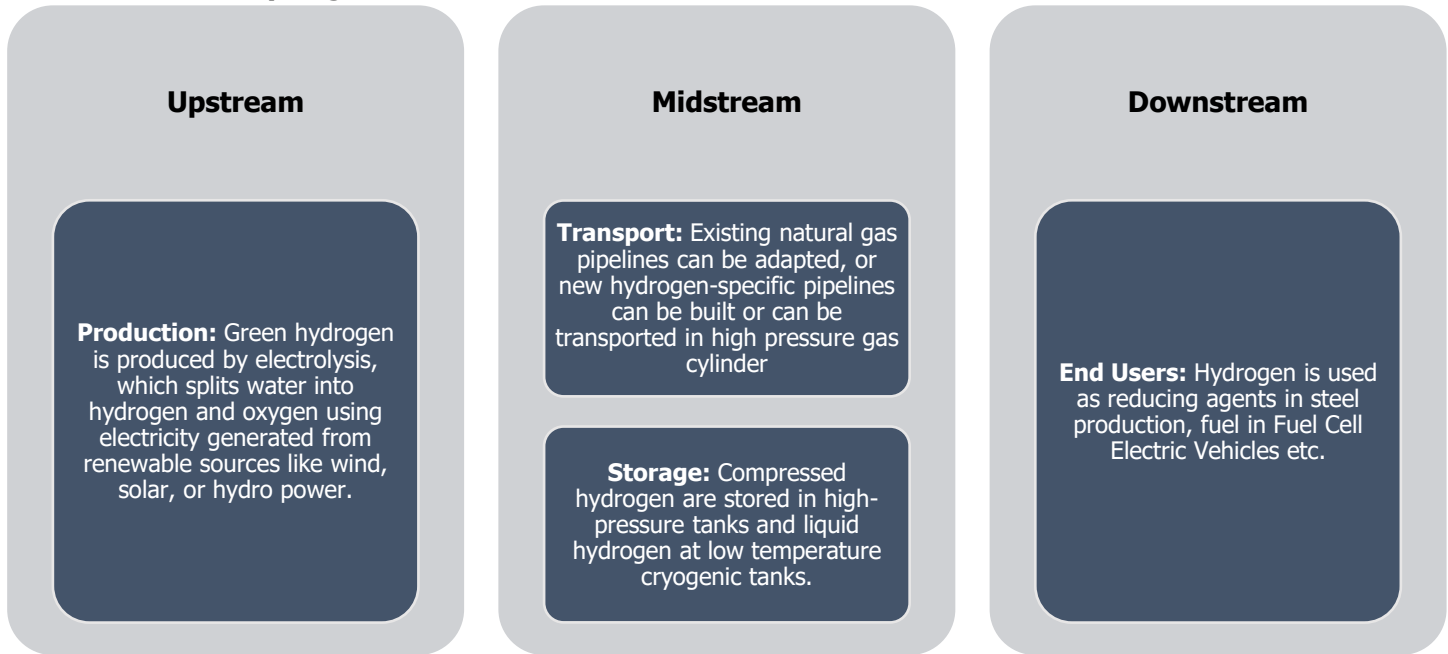 Upstream
Production: Green hydrogen
is produced by electrolysis,
which splits water into
hydrogen and oxygen using
electricity generated from
renewable sources like wind,
solar, or hydro power.
Midstream
Transport: Existing natural gas
pipelines can be adapted, or
new hydrogen-specific pipelines
can be built or can be
transported in high pressure gas
cylinder
Storage: Compressed
hydrogen are stored in high-
pressure tanks and liquid
hydrogen at low temperature
cryogenic tanks.
Downstream
End Users: Hydrogen is used
as reducing agents in steel
production, fuel in Fuel Cell
Electric Vehicles etc.